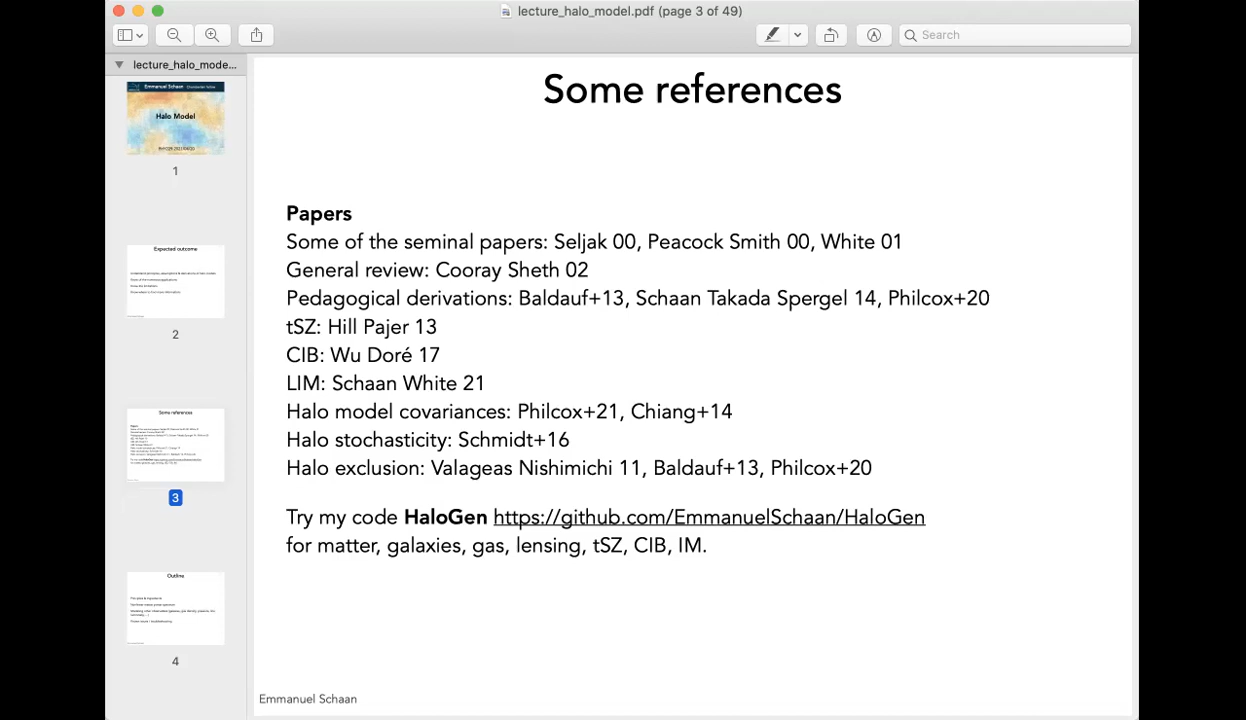 lecture_halo_model.pdf (page 3 of 49)
Search
lecture_halo_mode...
Emmanuel Schaan
Halo Model
1
Expected outcome
2
Some references
3
Outline
4
Some references
Papers
Some of the seminal papers: Seljak 00, Peacock Smith 00, White 01
General review: Cooray Sheth 02
Pedagogical derivations: Baldauf+13, Schaan Takada Spergel 14, Philcox+20
tSZ: Hill Pajer 13
CIB: Wu Doré 17
LIM: Schaan White 21
Halo model covariances: Philcox+21, Chiang+14
Halo stochasticity: Schmidt+16
Halo exclusion: Valageas Nishimichi 11, Baldauf+13, Philcox+20
Try my code HaloGen https://github.com/EmmanuelSchaan/HaloGen
for matter, galaxies, gas, lensing, tSZ, CIB, IM.
Emmanuel Schaan